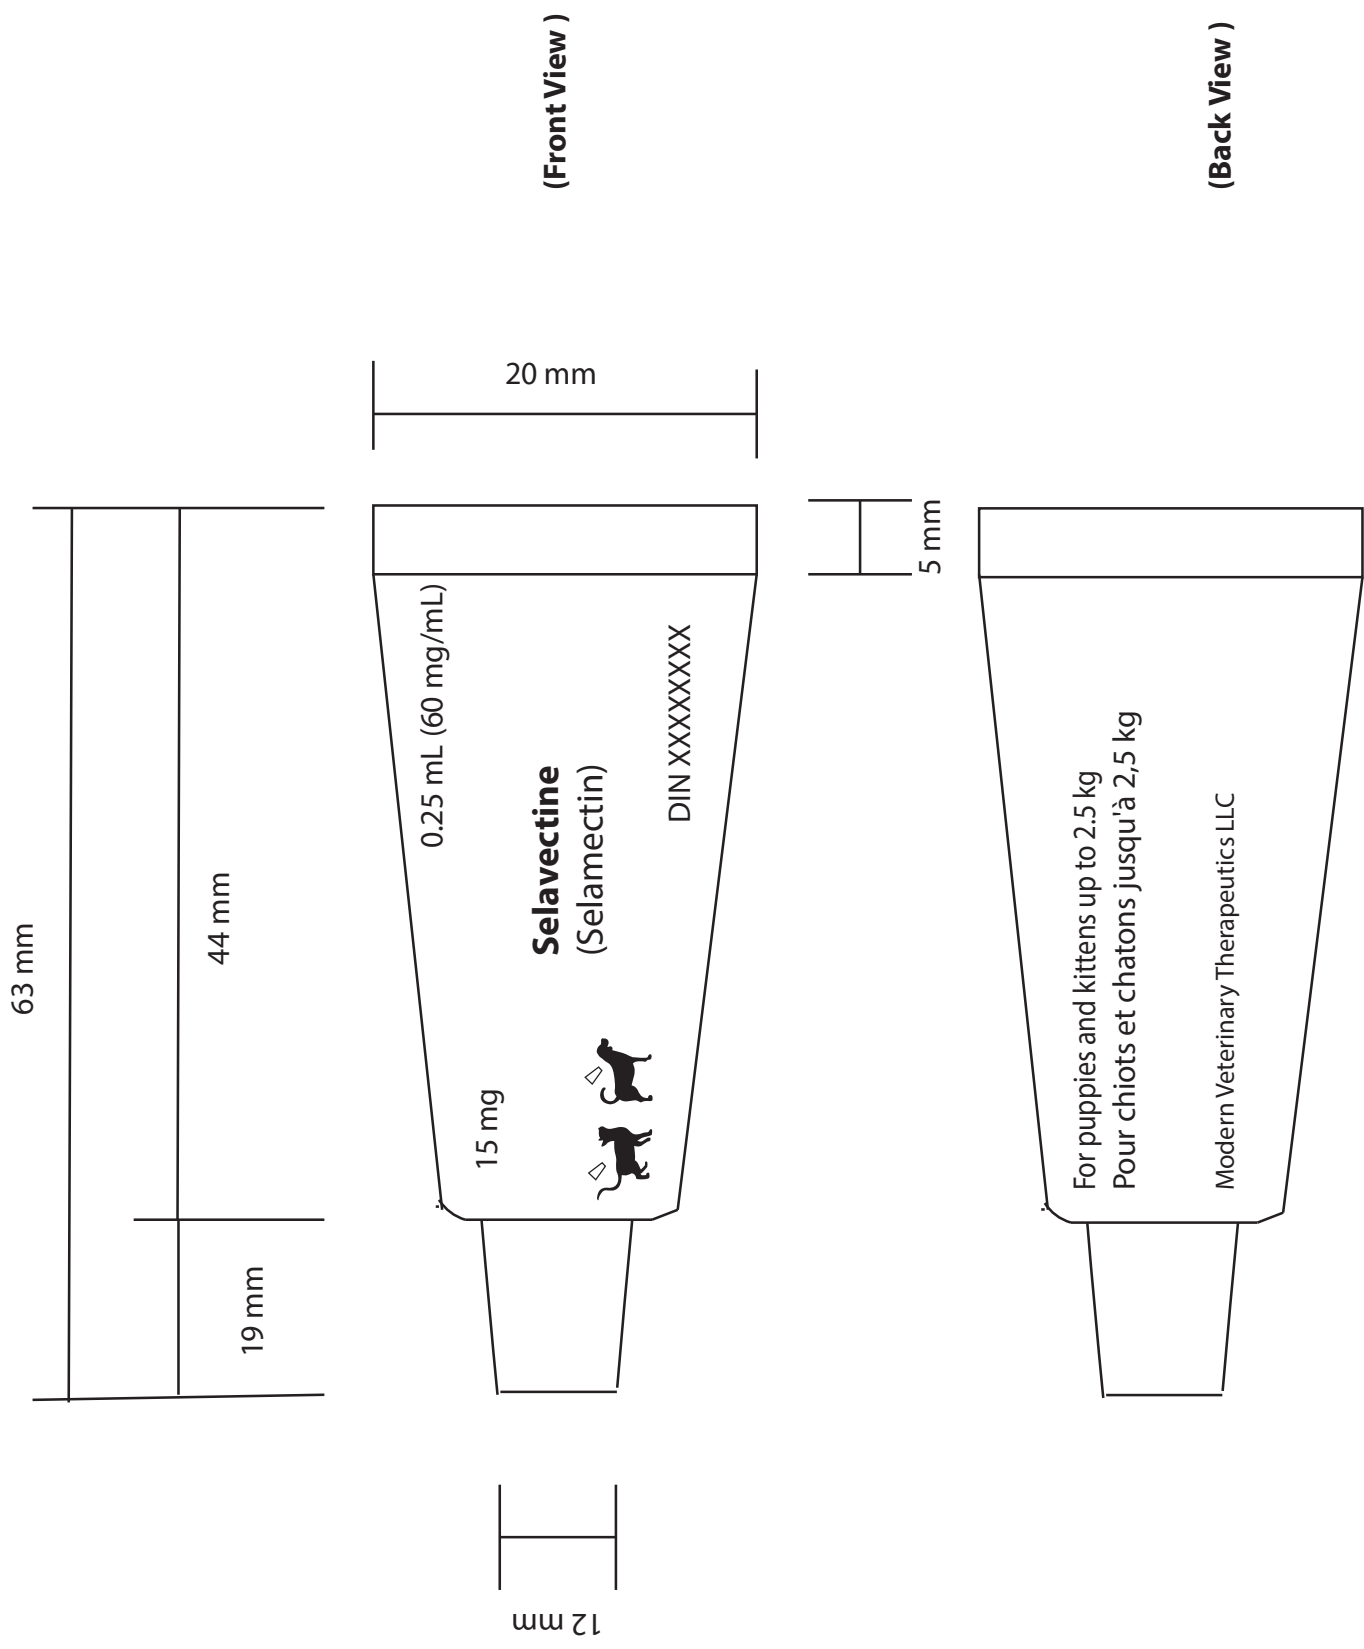 (Front View )
(Back View )
63 mm
44 mm
19 mm
20 mm
5 mm
12 mm
0.25 mL (60 mg/mL)
15 mg
Selavectine
(Selamectin)
DIN XXXXXXXX
For puppies and kittens up to 2.5 kg
Pour chiots et chatons jusqu'à 2,5 kg
Modern Veterinary Therapeutics LLC